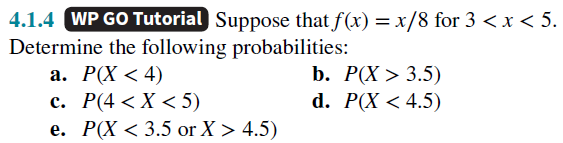 4.1.4 WP GO Tutorial Suppose that f(x) = x/8 for 3 < x < 5.
Determine the following probabilities:
a. P(X < 4) b. P(X > 3.5)
c. P(4 < X < 5) d. P(X < 4.5)
e. P(X < 3.5 or X > 4.5)